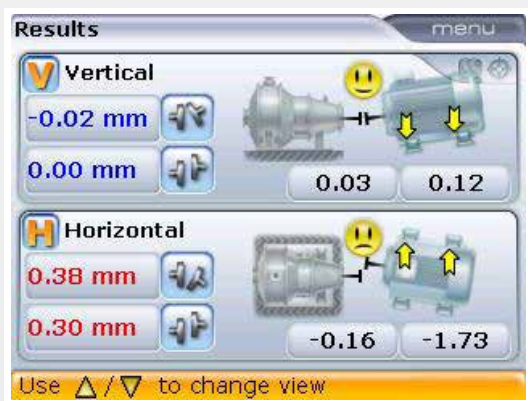 Results menu
V Vertical
-0.02 mm
0.00 mm
0.03 0.12
H Horizontal
0.38 mm
0.30 mm
-0.16 -1.73
Use △/▽ to change view